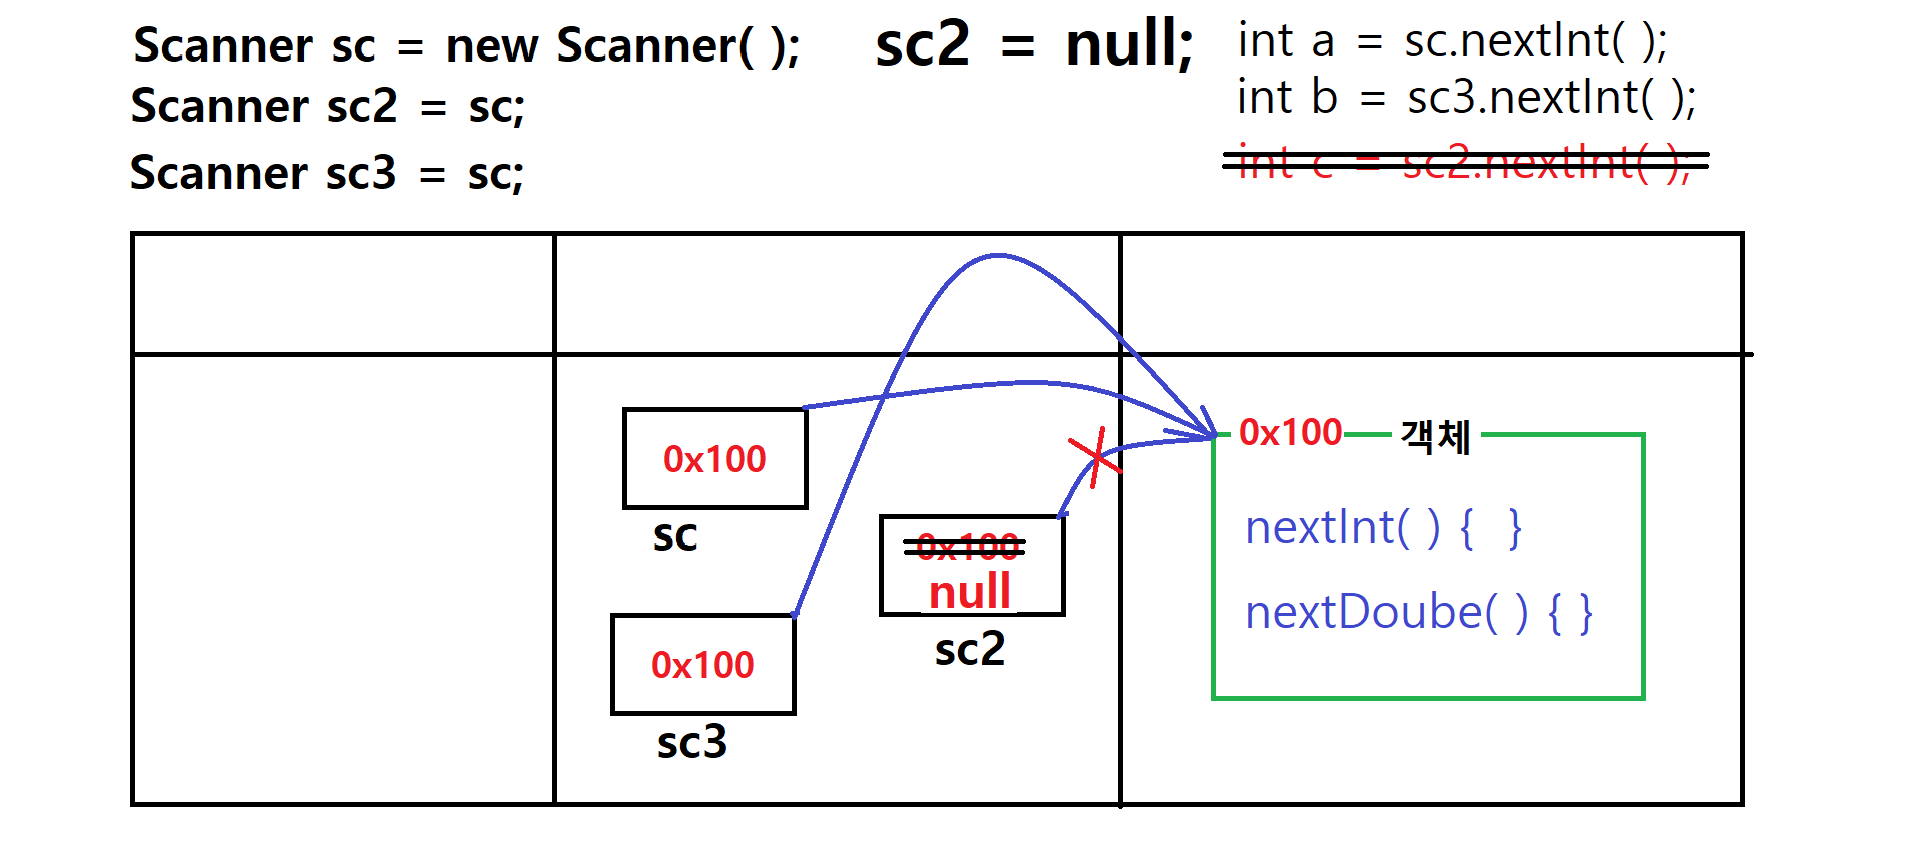 Scanner sc = new Scanner( );
Scanner sc2 = sc;
Scanner sc3 = sc;
sc2 = null;
int a = sc.nextInt( );
int b = sc3.nextInt( );
int c = sc2.nextInt( );
0x100
sc
0x100
sc3
0x100
null
sc2
0x100 객체
nextInt( ) { }
nextDoube( ) { }